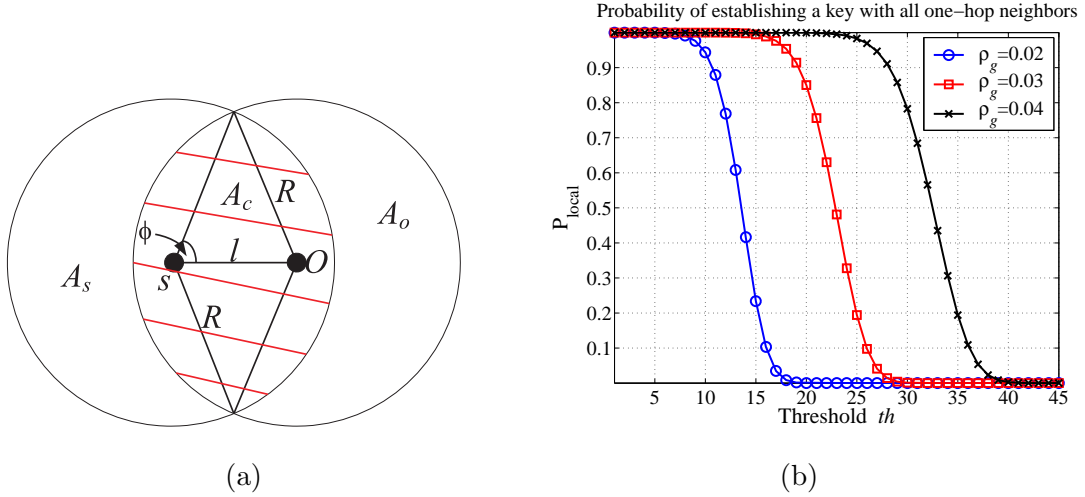 Probability of establishing a key with all one-hop neighbors
A_c
R
A_o
ϕ
l
O
s
A_s
R
P_local
0.9
0.8
0.7
0.6
0.5
0.4
0.3
0.2
0.1
ρ_g=0.02
ρ_g=0.03
ρ_g=0.04
5 10 15 20 25 30 35 40 45
Threshold th
(a) (b)